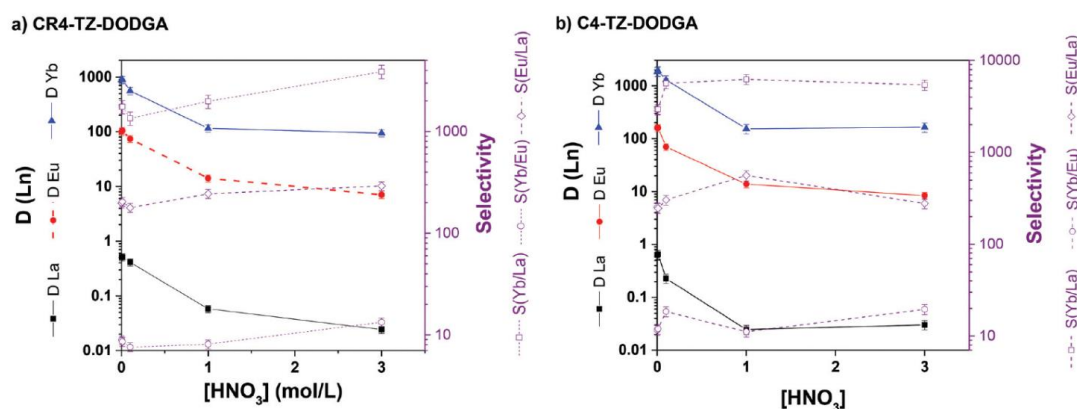 a) CR4-TZ-DODGA
D (Ln)
D Yb
D Eu
D La
1000
100
10
1
0.1
0.01
0
1
2
3
[HNO3] (mol/L)
1000
100
10
Selectivity
S(Eu/La)
S(Yb/Eu)
S(Yb/La)
b) C4-TZ-DODGA
D (Ln)
D Yb
D Eu
D La
1000
100
10
1
0.1
0.01
0
1
2
3
[HNO3]
10000
1000
100
10
Selectivity
S(Eu/La)
S(Yb/Eu)
S(Yb/La)